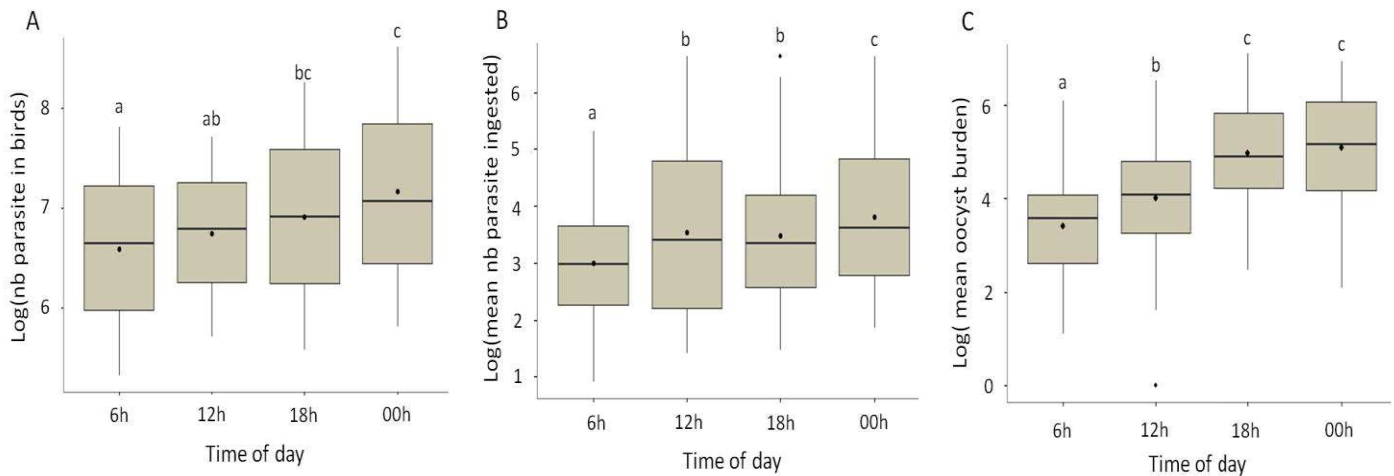 A
Log(nb parasite in birds)
8
7
6
a
ab
bc
c
6h
12h
18h
00h
Time of day
B
Log(mean nb parasite ingested)
6
5
4
3
2
1
a
b
b
c
6h
12h
18h
00h
Time of day
C
Log( mean oocyst burden)
6
4
2
0
a
b
c
c
6h
12h
18h
00h
Time of day